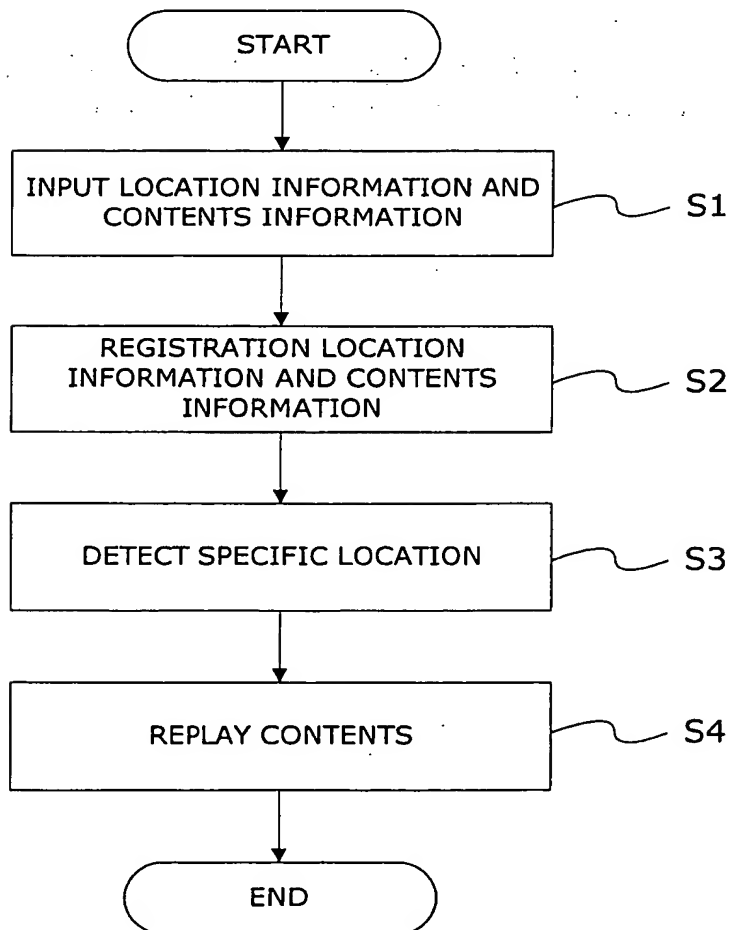 START
INPUT LOCATION INFORMATION AND
CONTENTS INFORMATION
S1
REGISTRATION LOCATION
INFORMATION AND CONTENTS
INFORMATION
S2
DETECT SPECIFIC LOCATION
S3
REPLAY CONTENTS
S4
END